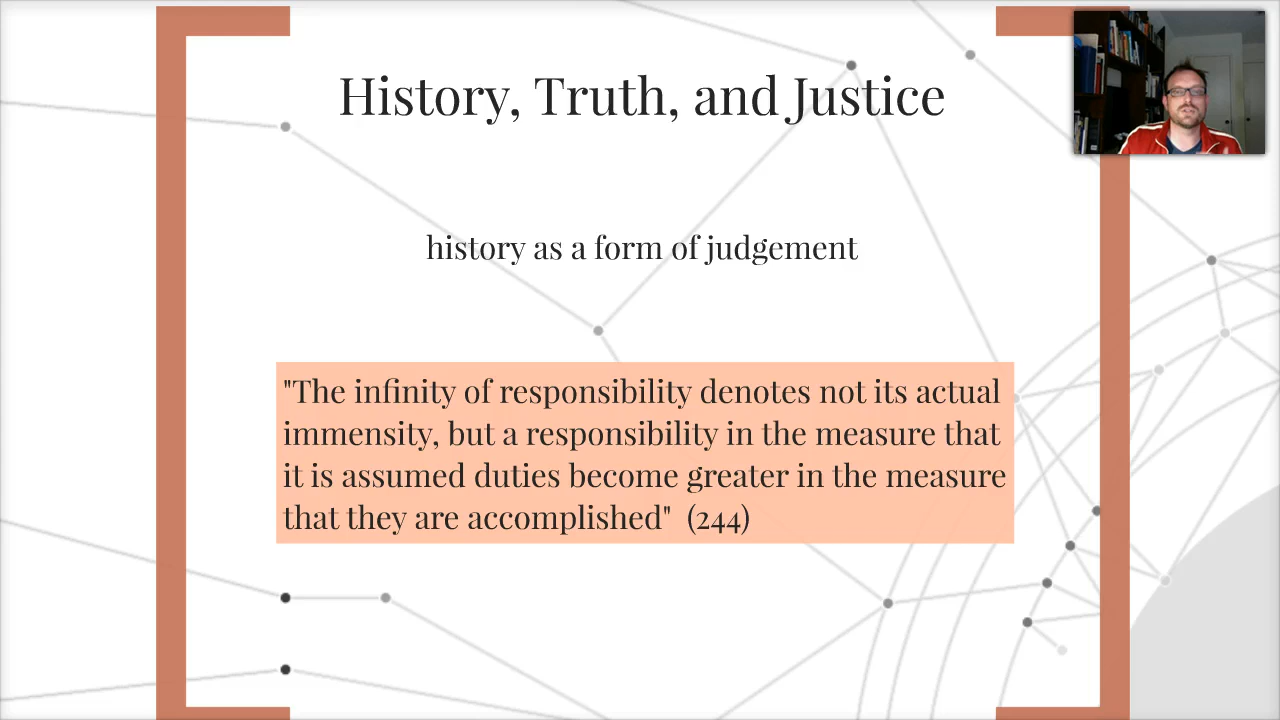 History, Truth, and Justice
history as a form of judgement
"The infinity of responsibility denotes not its actual
immensity, but a responsibility in the measure that
it is assumed duties become greater in the measure
that they are accomplished"  (244)